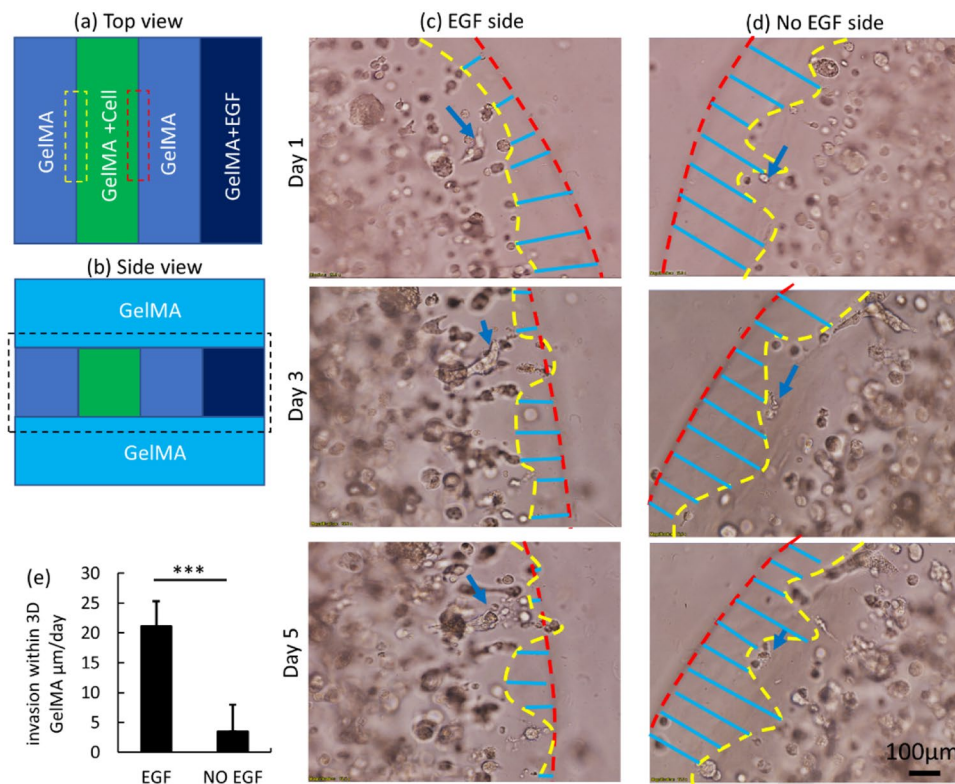 (a) Top view
GelMA
GelMA +Cell
GelMA
GelMA+EGF
(b) Side view
GelMA
GelMA
(c) EGF side
(d) No EGF side
Day 1
Day 3
Day 5
100μm
(e)
***
invasion within 3D
GelMA μm/day
30
25
20
15
10
5
0
EGF
NO EGF